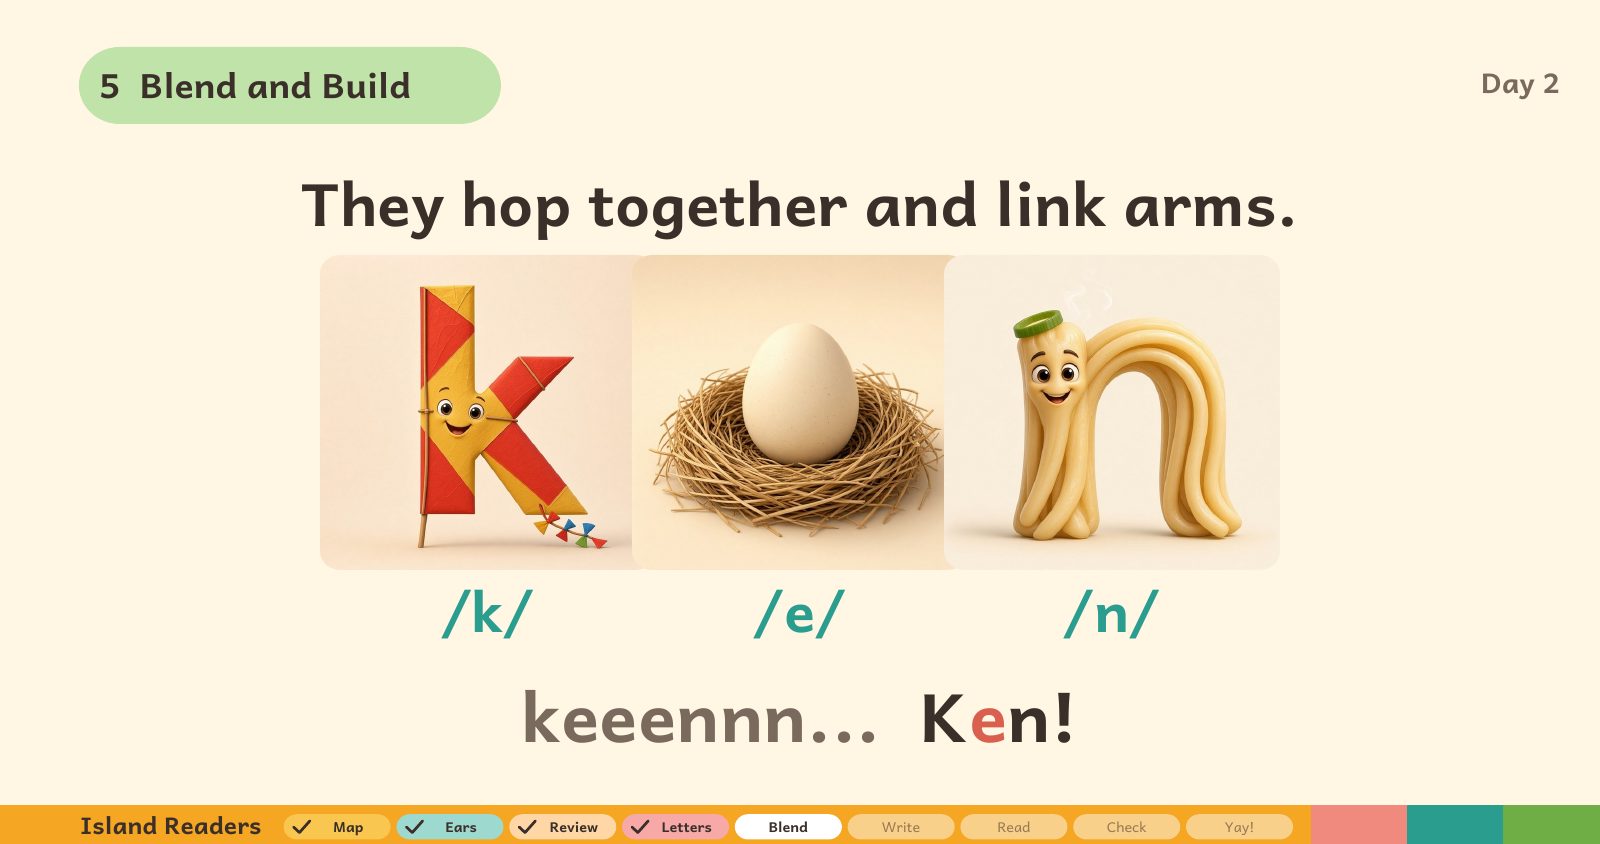 5 Blend and Build
Day 2
They hop together and link arms.
/k/ /e/ /n/
keeennn... Ken!
Island Readers Map Ears Review Letters Blend Write Read Check Yay!